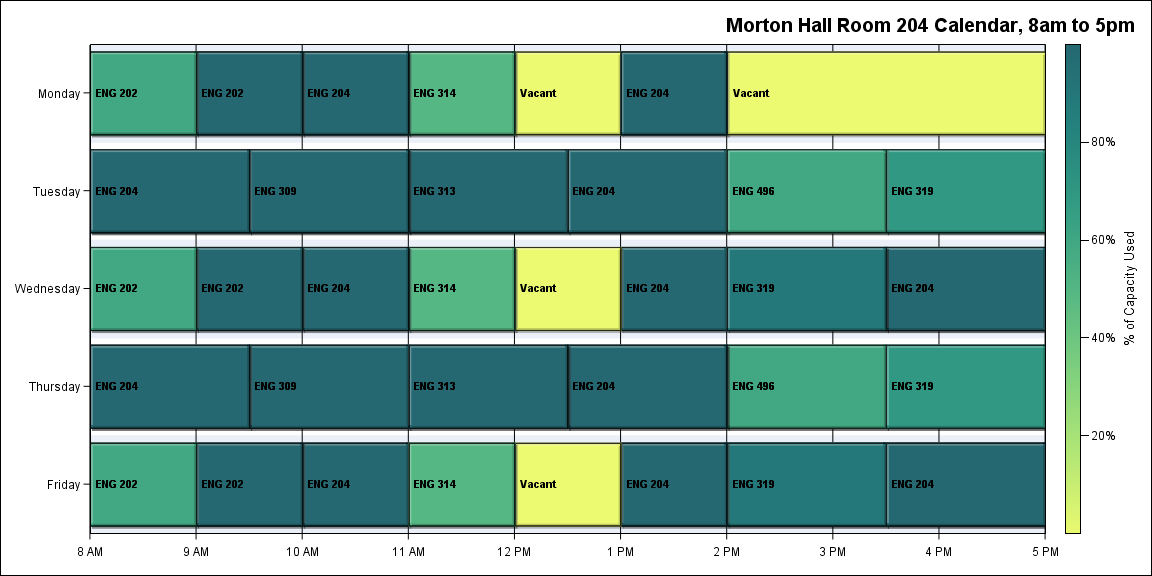 Morton Hall Room 204 Calendar, 8am to 5pm
Monday
ENG 202
ENG 202
ENG 204
ENG 314
Vacant
ENG 204
Vacant
Tuesday
ENG 204
ENG 309
ENG 313
ENG 204
ENG 496
ENG 319
Wednesday
ENG 202
ENG 202
ENG 204
ENG 314
Vacant
ENG 204
ENG 319
ENG 204
Thursday
ENG 204
ENG 309
ENG 313
ENG 204
ENG 496
ENG 319
Friday
ENG 202
ENG 202
ENG 204
ENG 314
Vacant
ENG 204
ENG 319
ENG 204
8 AM
9 AM
10 AM
11 AM
12 PM
1 PM
2 PM
3 PM
4 PM
5 PM
80%
60%
40%
20%
% of Capacity Used